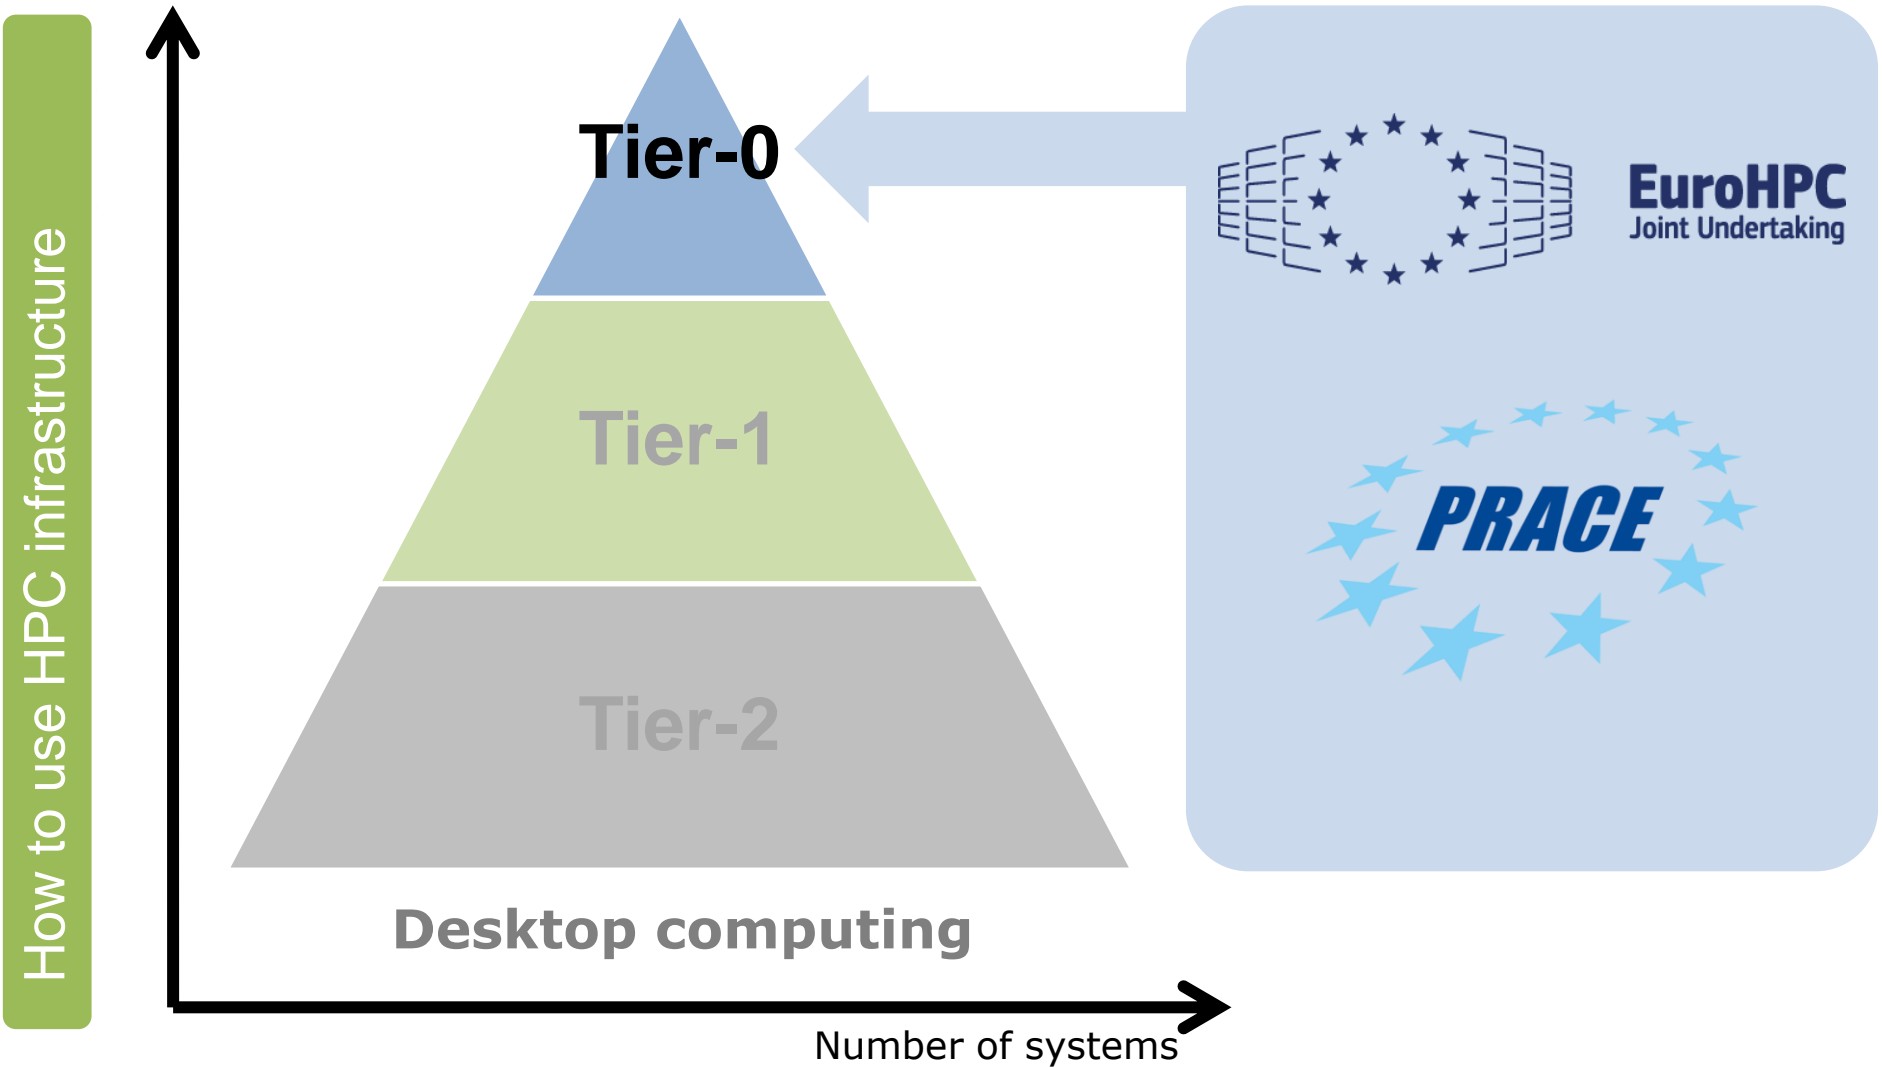 How to use HPC infrastructure
Tier-0
Tier-1
Tier-2
Desktop computing
Number of systems
EuroHPC
Joint Undertaking
PRACE